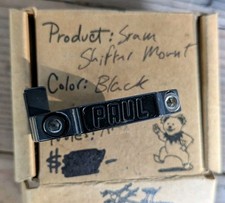 Product: Sram
Shifter Mount
Color: Black
PAUL
$